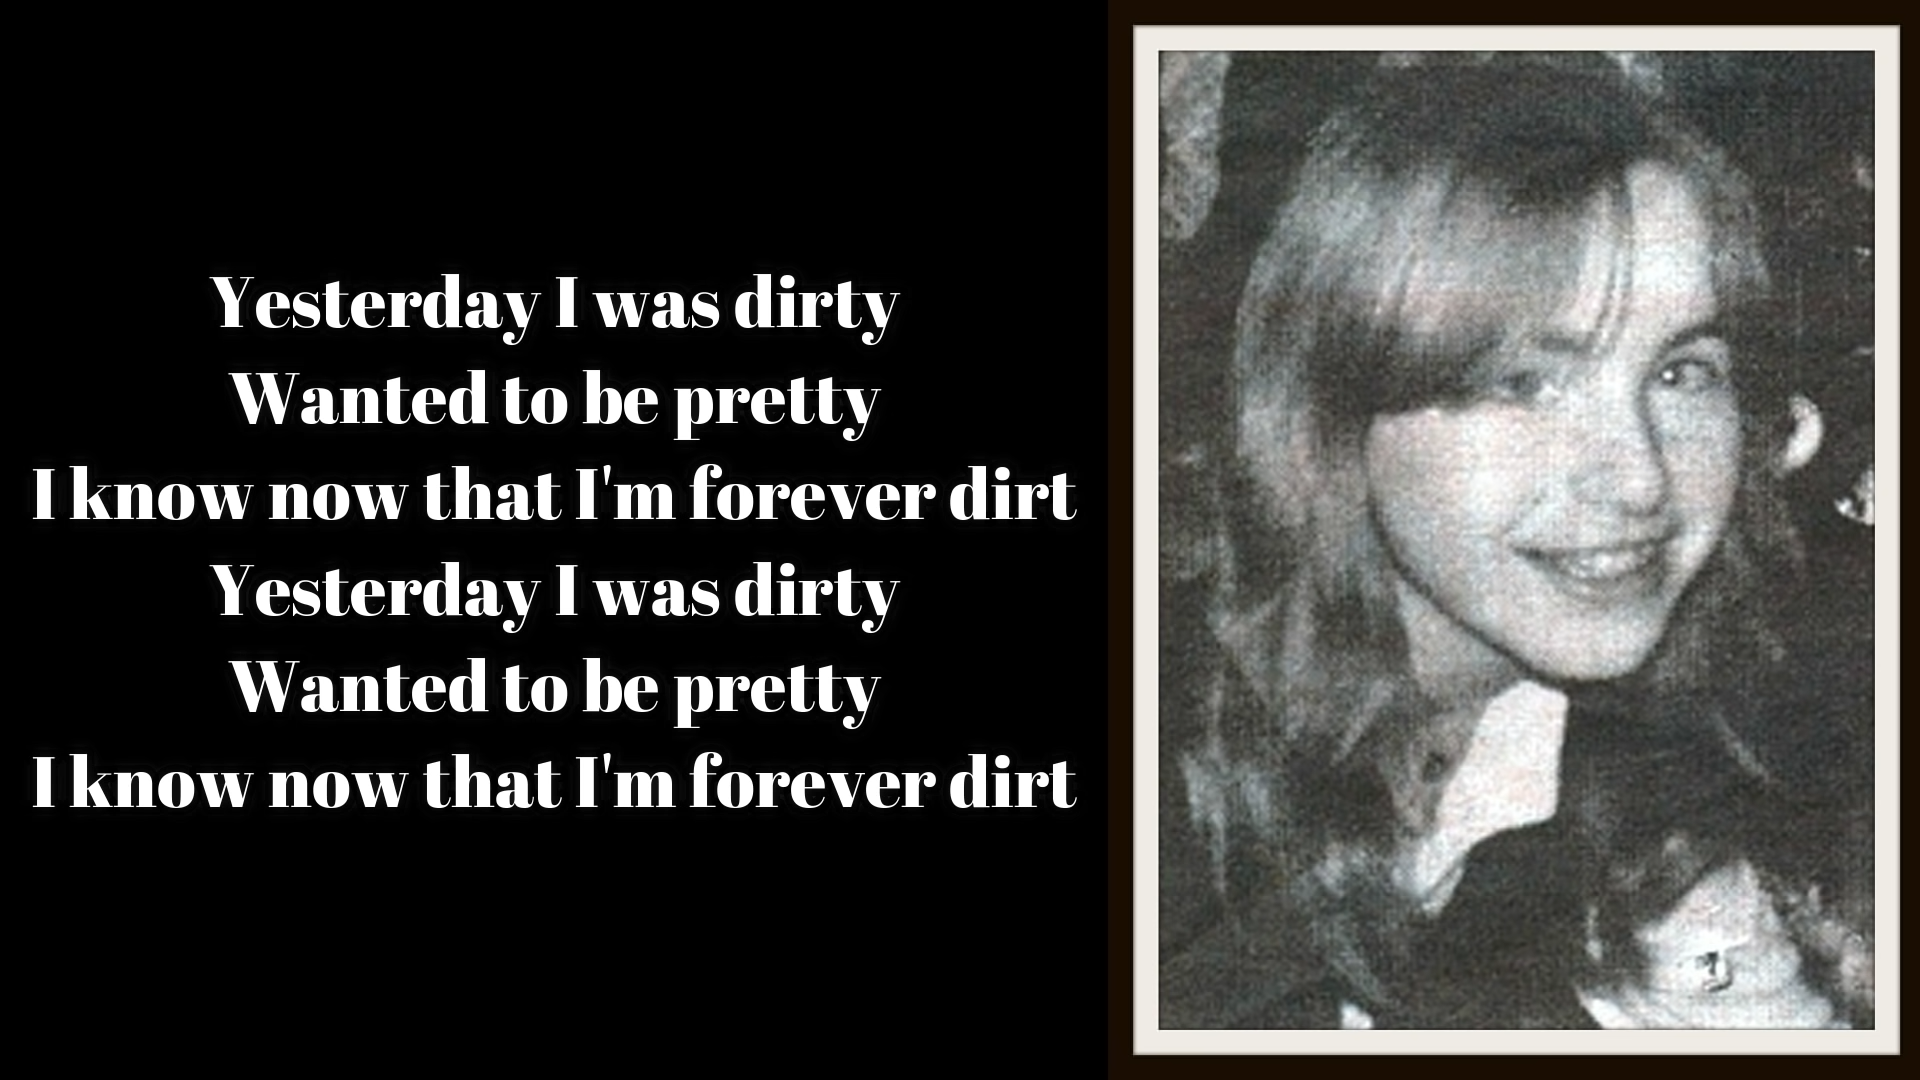 Yesterday I was dirty
Wanted to be pretty
I know now that I'm forever dirt
Yesterday I was dirty
Wanted to be pretty
I know now that I'm forever dirt